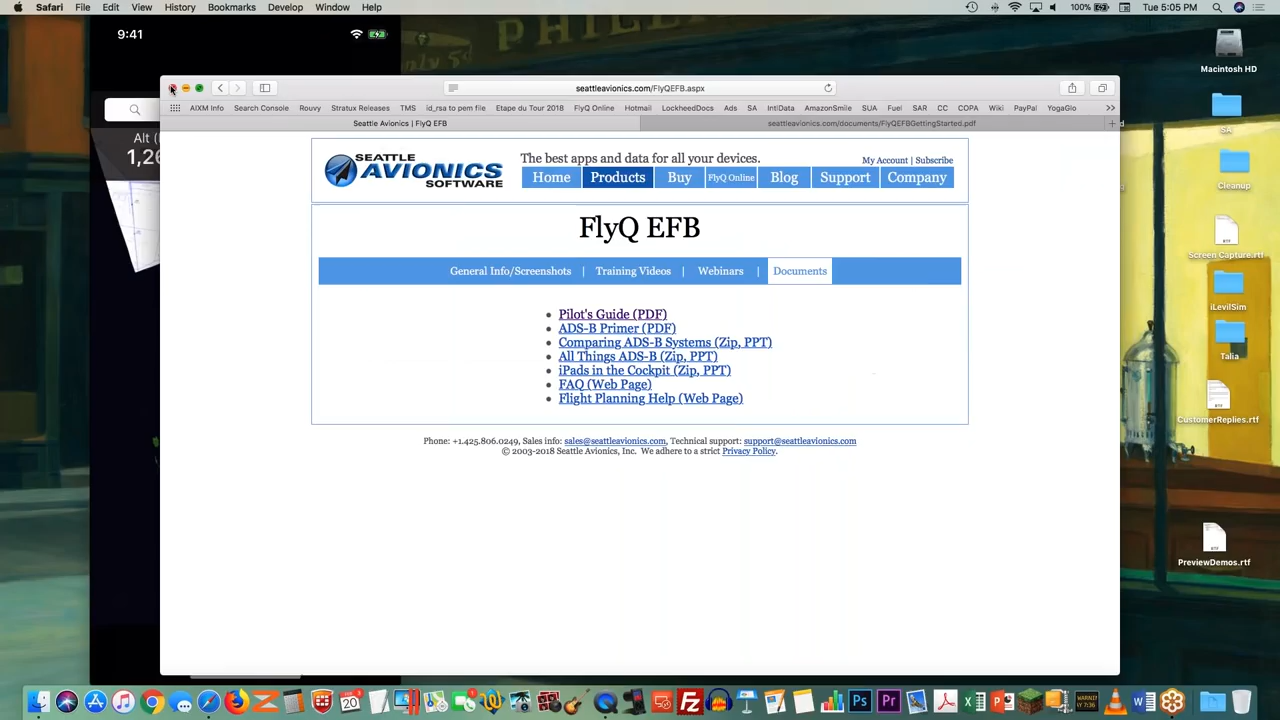 Safari File Edit View History Bookmarks Develop Window Help
100% Tue 5:05 PM
PHILL
9:41
Macintosh HD
seattleavionics.com/FlyQEFB.aspx
AIXM Info Search Console Rouvy Stratux Releases TMS id_rsa to pem file Etape du Tour 2018 FlyQ Online Hotmail LockheedDocs Ads SA IntlData AmazonSmile SUA Fuel SAR CC COPA Wiki PayPal YogaGlo
Seattle Avionics | FlyQ EFB
seattleavionics.com/documents/FlyQEFBGettingStarted.pdf
SA
Alt (
1,26
SEATTLE
AVIONICS
SOFTWARE
The best apps and data for all your devices.
My Account | Subscribe
Home Products Buy FlyQ Online Blog Support Company
Cleanup
FlyQ EFB
Screen Capture.rtf
General Info/Screenshots | Training Videos | Webinars | Documents
iLevilSim
Pilot's Guide (PDF)
ADS-B Primer (PDF)
Comparing ADS-B Systems (Zip, PPT)
All Things ADS-B (Zip, PPT)
iPads in the Cockpit (Zip, PPT)
FAQ (Web Page)
Flight Planning Help (Web Page)
Talia
CustomerReplies.rtf
Phone: +1.425.806.0249, Sales info: sales@seattleavionics.com, Technical support: support@seattleavionics.com
© 2003-2018 Seattle Avionics, Inc. We adhere to a strict Privacy Policy.
PreviewDemos.rtf